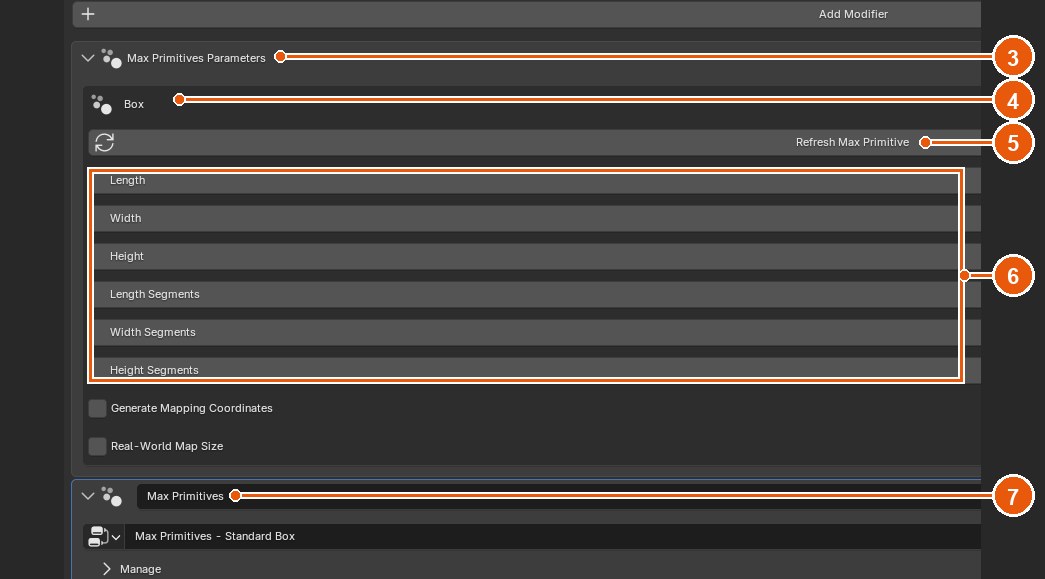 Add Modifier
Max Primitives Parameters 3
Box 4
Refresh Max Primitive 5
Length
Width
Height
6
Length Segments
Width Segments
Height Segments
Generate Mapping Coordinates
Real-World Map Size
Max Primitives 7
Max Primitives - Standard Box
Manage